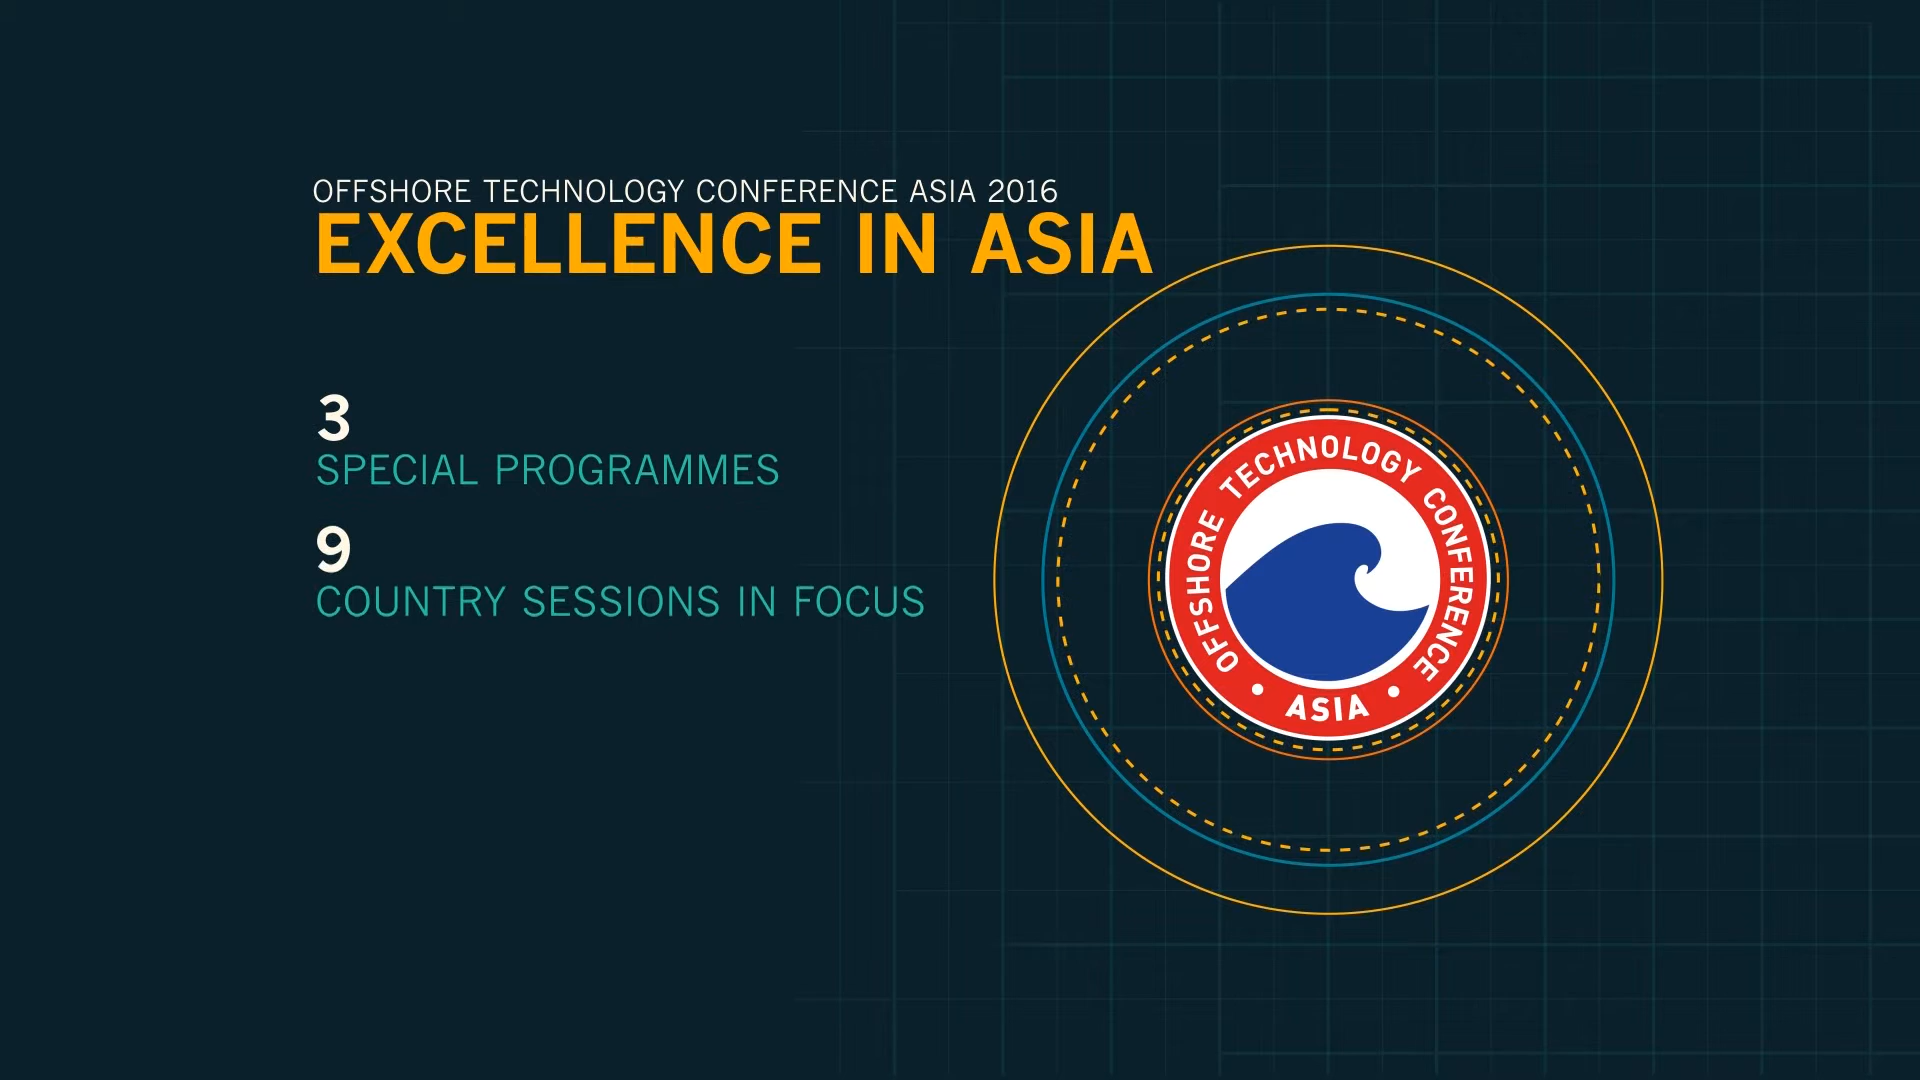 OFFSHORE TECHNOLOGY CONFERENCE ASIA 2016
EXCELLENCE IN ASIA
3
SPECIAL PROGRAMMES
9
COUNTRY SESSIONS IN FOCUS
OFFSHORE TECHNOLOGY CONFERENCE
• ASIA •